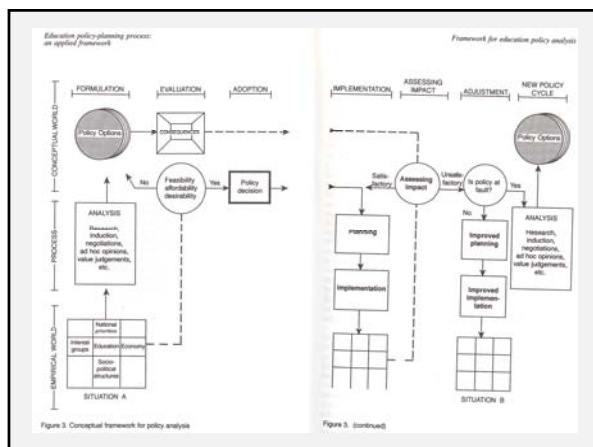 Education policy-planning process:
an applied framework
FORMULATION
EVALUATION
ADOPTION
CONCEPTUAL WORLD
Policy Options
CONSEQUENCES
No
Feasibility
affordability
desirability
Yes
Policy
decision
PROCESS
ANALYSIS
Research,
induction,
negotiations,
ad hoc opinions,
value judgements,
etc.
EMPIRICAL WORLD
National
priorities
Interest
groups
Education
Economy
Socio-
political
structures
SITUATION A
Figure 3. Conceptual framework for policy analysis
Framework for education policy analysis
IMPLEMENTATION
ASSESSING
IMPACT
ADJUSTMENT
NEW POLICY
CYCLE
Policy Options
Satis-
factory
Assessing
impact
Unsatis-
factory
Is policy at
fault?
Yes
No
Planning
Improved
planning
ANALYSIS
Research,
induction,
negotiations,
ad hoc opinions,
value judgements,
etc.
Implementation
Improved
implemen-
tation
SITUATION B
Figure 3. (continued)